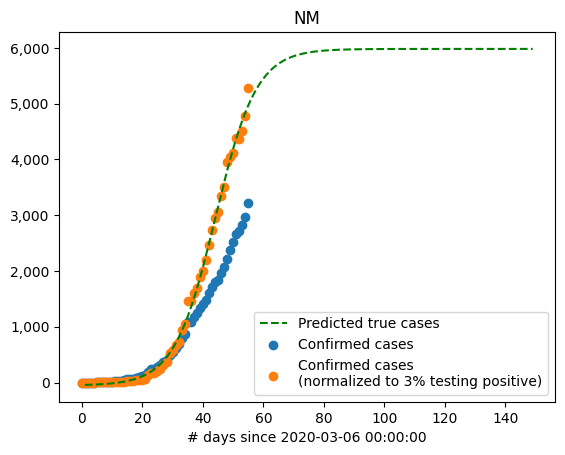 NM
6,000
5,000
4,000
3,000
2,000
1,000
0
Predicted true cases
Confirmed cases
Confirmed cases
(normalized to 3% testing positive)
0 20 40 60 80 100 120 140
# days since 2020-03-06 00:00:00